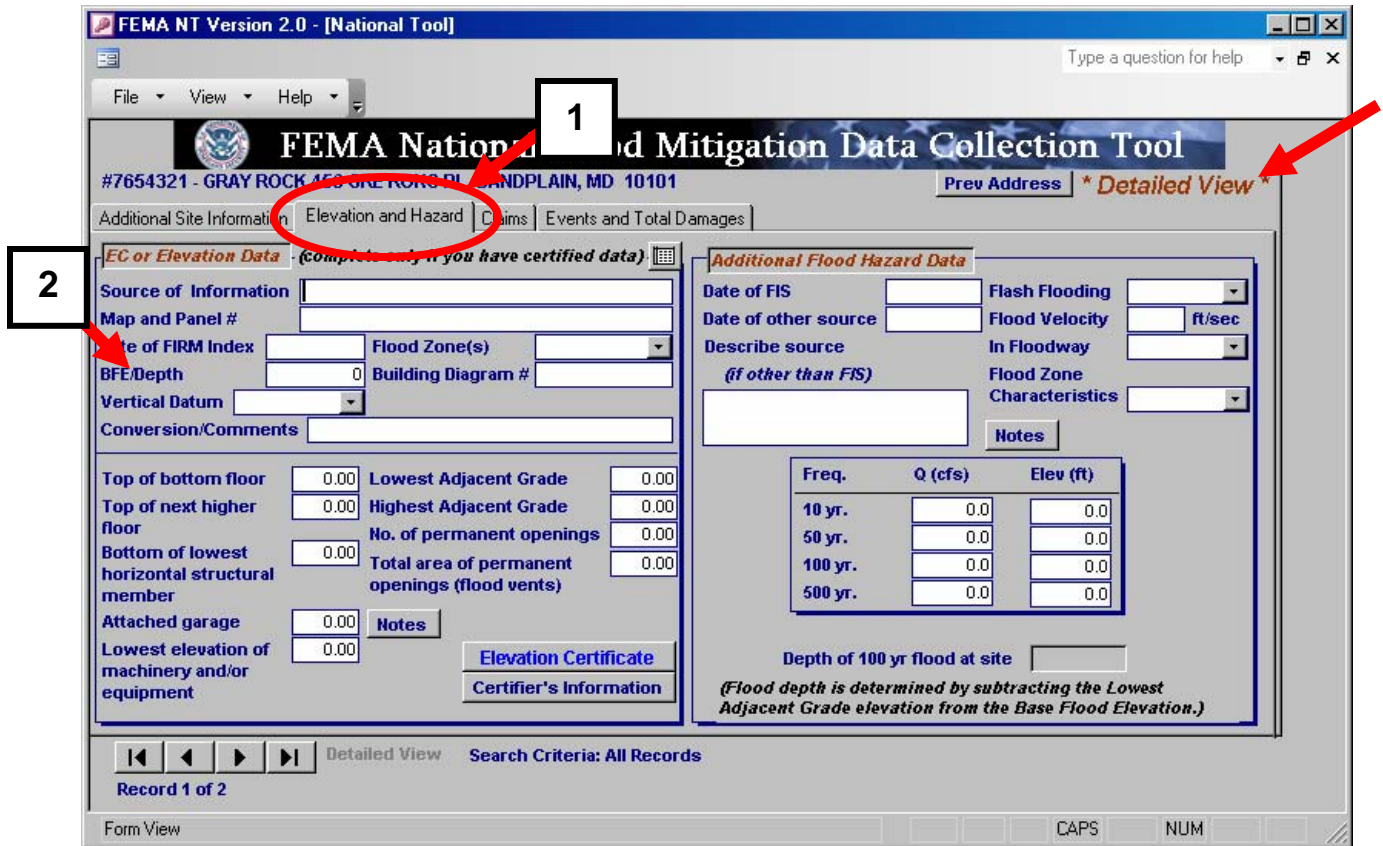 FEMA NT Version 2.0 - [National Tool]
Type a question for help
File View Help
1
FEMA National d Mitigation Data Collection Tool
#7654321 - GRAY ROCK PL, SANDPLAIN, MD 10101
Prev Address * Detailed View *
Additional Site Information Elevation and Hazard Claims Events and Total Damages
2
EC or Elevation Data (complete only if you have certified data)
Source of Information
Map and Panel #
Date of FIRM Index Flood Zone(s)
BFE/Depth 0 Building Diagram #
Vertical Datum
Conversion/Comments
Top of bottom floor 0.00 Lowest Adjacent Grade 0.00
Top of next higher 0.00 Highest Adjacent Grade 0.00
floor
No. of permanent openings 0.00
Bottom of lowest 0.00
horizontal structural
member
Total area of permanent 0.00
openings (flood vents)
Attached garage 0.00 Notes
Lowest elevation of 0.00
machinery and/or
equipment
Elevation Certificate
Certifier's Information
Additional Flood Hazard Data
Date of FIS Flash Flooding
Date of other source Flood Velocity ft/sec
Describe source In Floodway
(if other than FIS) Flood Zone
Characteristics
Notes
Freq. Q (cfs) Elev (ft)
10 yr. 0.0 0.0
50 yr. 0.0 0.0
100 yr. 0.0 0.0
500 yr. 0.0 0.0
Depth of 100 yr flood at site
(Flood depth is determined by subtracting the Lowest
Adjacent Grade elevation from the Base Flood Elevation.)
Detailed View Search Criteria: All Records
Record 1 of 2
Form View CAPS NUM